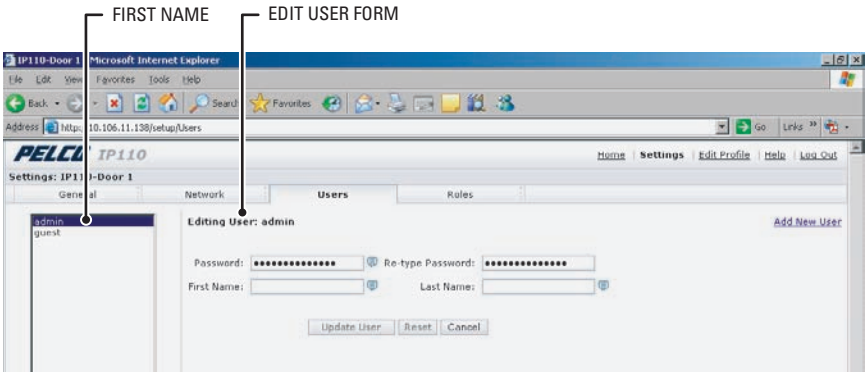 FIRST NAME
EDIT USER FORM
IP110-Door 1 Microsoft Internet Explorer
File Edit View Favorites Tools Help
Back Search Favorites
Address http: 10.106.11.138/setup/Users Go Links »
PELCO IP110
Home Settings Edit Profile Help Log Out
Settings: IP110-Door 1
General Network Users Roles
admin
guest
Editing User: admin
Add New User
Password: •••••••••••••• Re-type Password: ••••••••••••••
First Name: Last Name:
Update User Reset Cancel